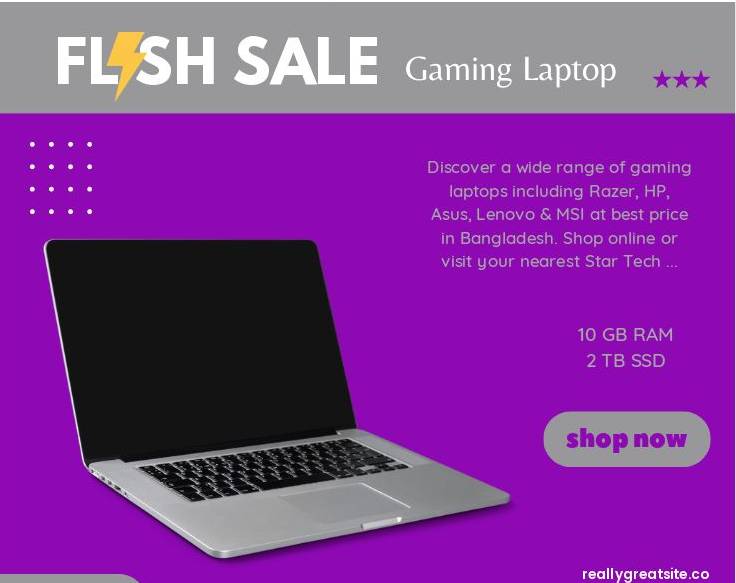 FLASH SALE Gaming Laptop
Discover a wide range of gaming
laptops including Razer, HP,
Asus, Lenovo & MSI at best price
in Bangladesh. Shop online or
visit your nearest Star Tech ...
10 GB RAM
2 TB SSD
shop now
reallygreatsite.co